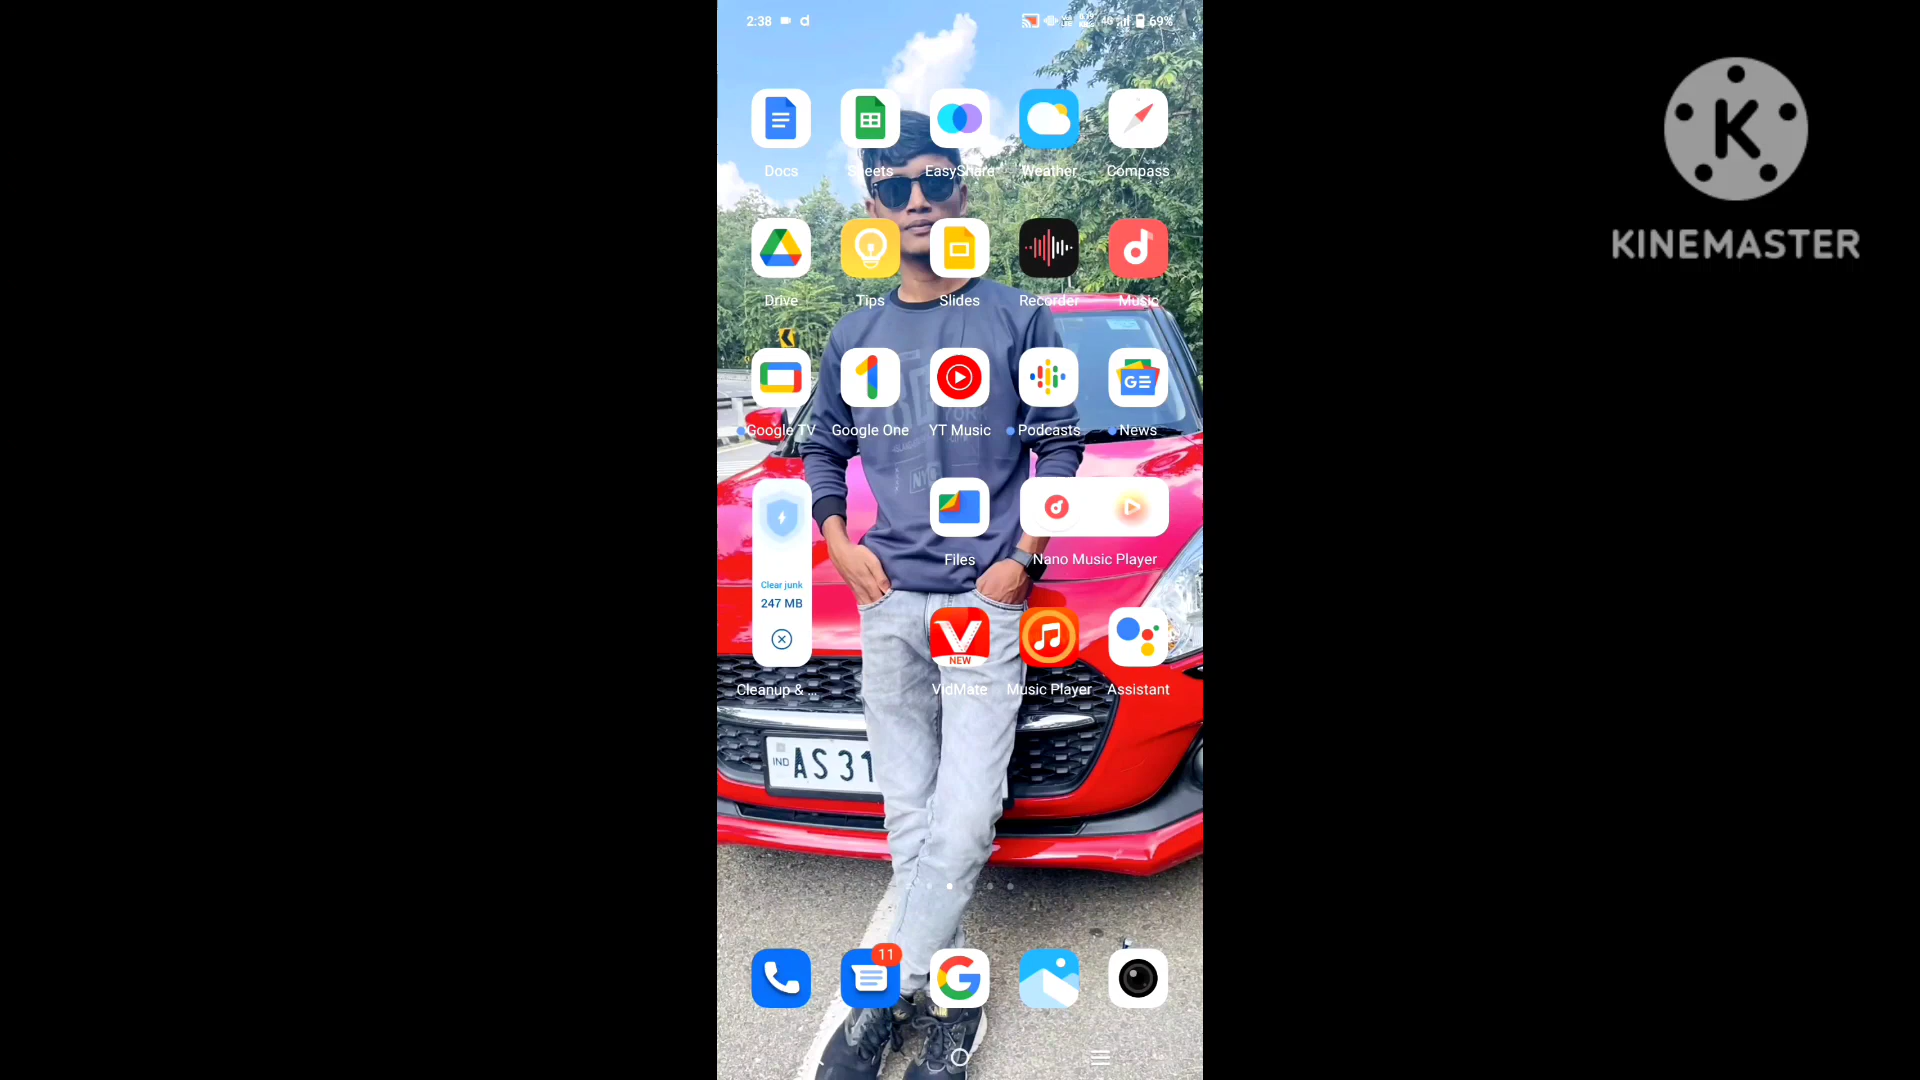 2:38
4G
69%
KINEMASTER
Docs
Sheets
EasyShare
Weather
Compass
Drive
Tips
Slides
Recorder
Music
Google TV
Google One
YT Music
Podcasts
News
Clear junk
247 MB
Cleanup & ...
Files
Nano Music Player
NEW
VidMate
Music Player
Assistant
IND AS31
11